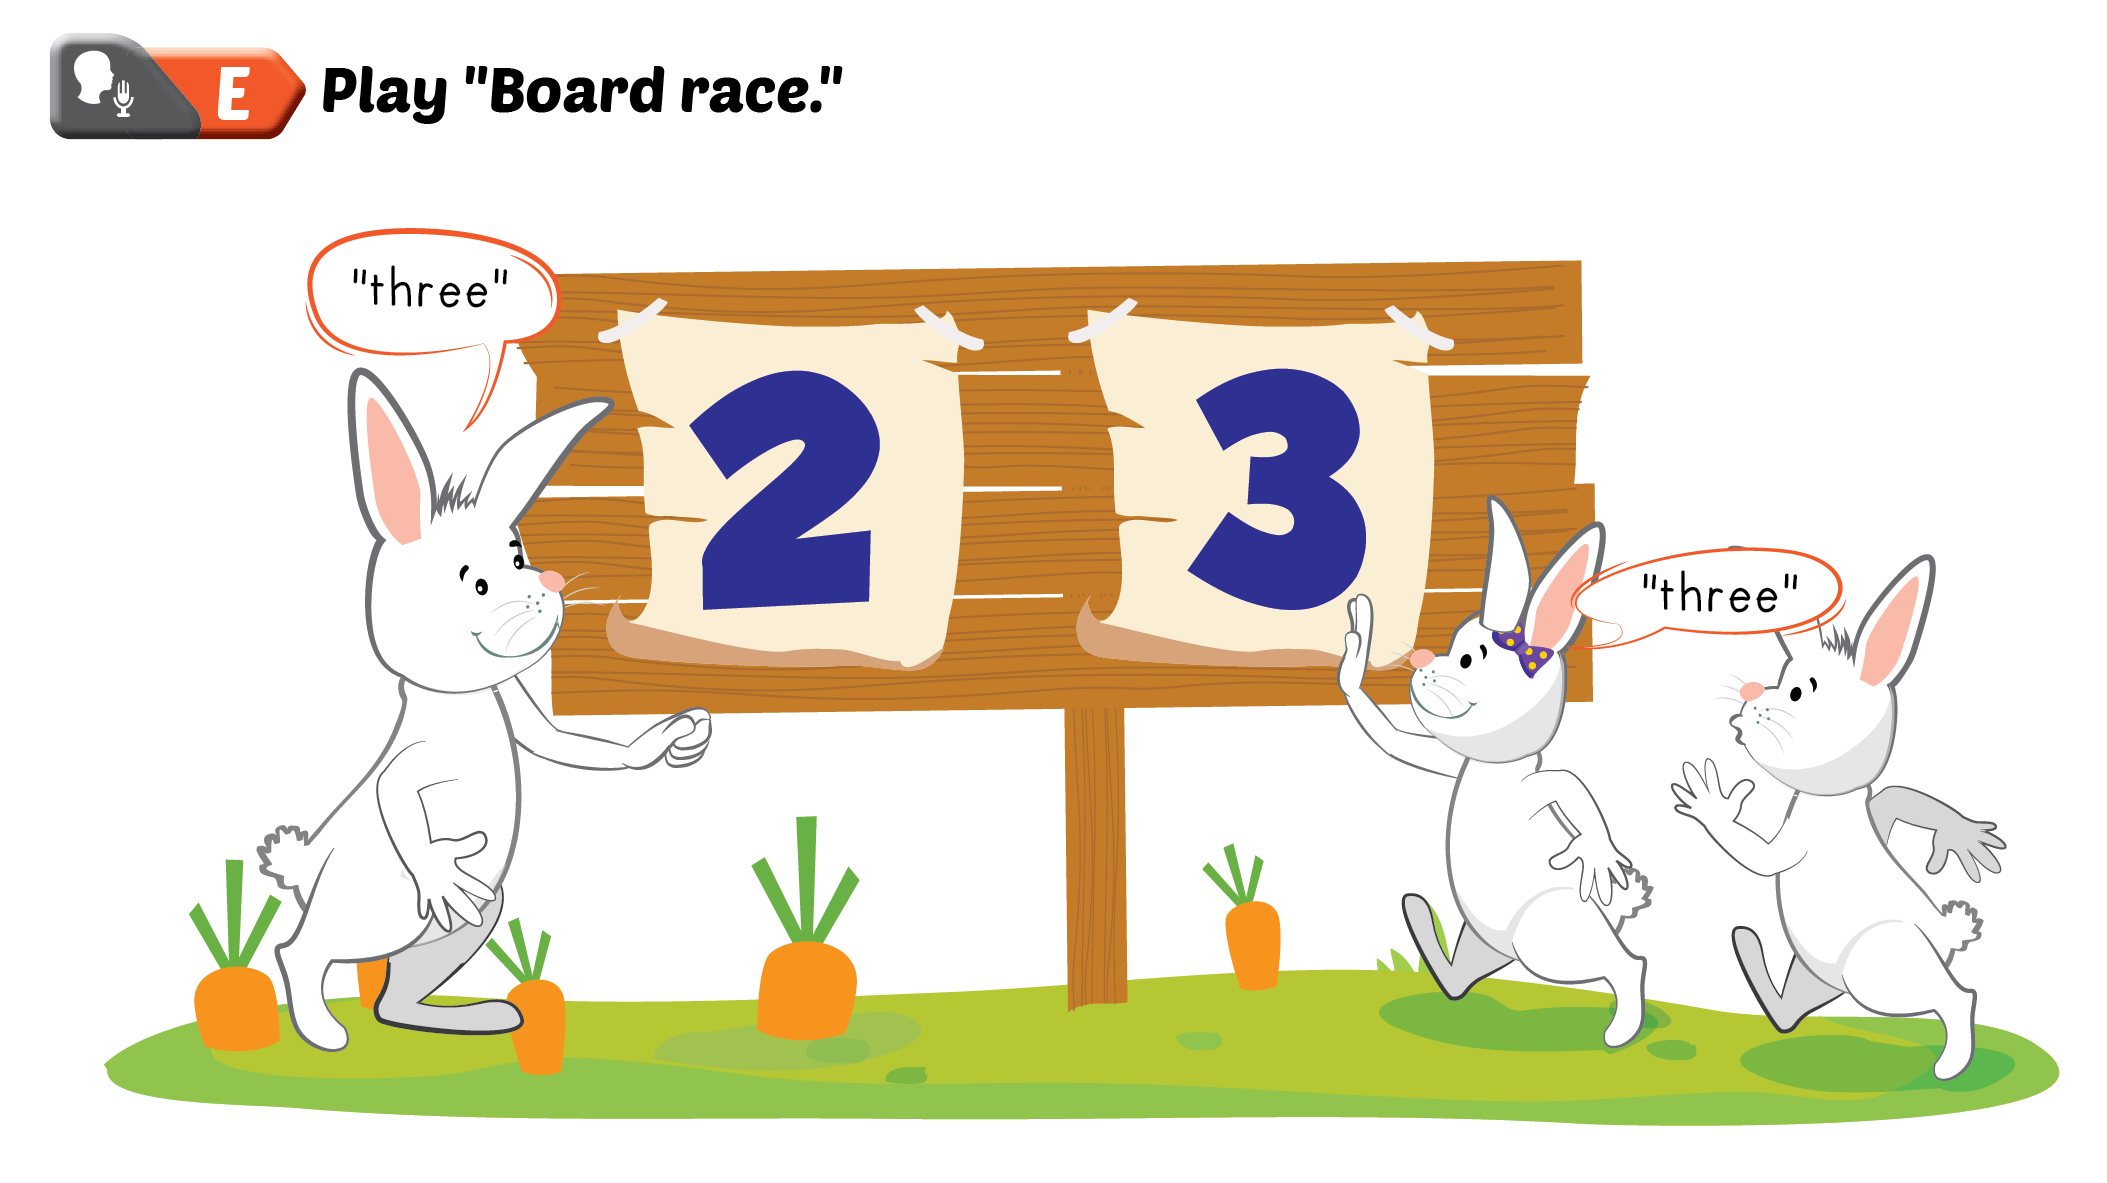 E Play "Board race."
"three"
2 3
"three"